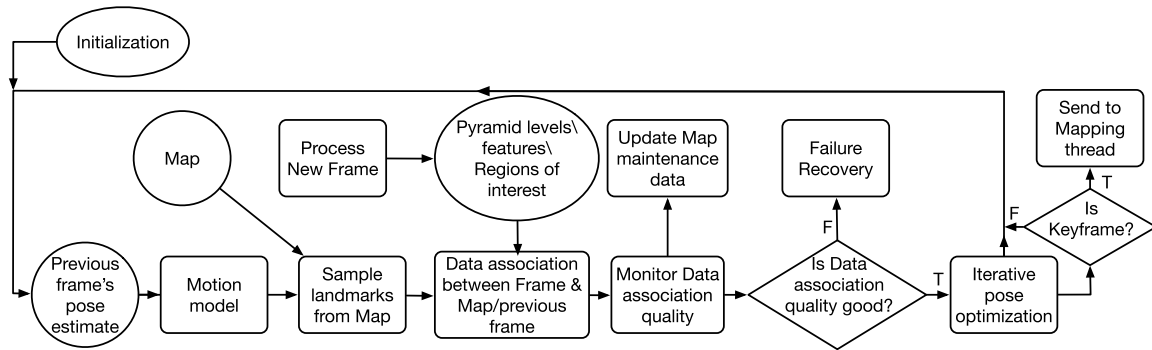 Initialization
Map
Process
New Frame
Pyramid levels\
features\
Regions of
interest
Update Map
maintenance
data
Failure
Recovery
Send to
Mapping
thread
T
F
Is
Keyframe?
F
Previous
frame's
pose
estimate
Motion
model
Sample
landmarks
from Map
Data association
between Frame &
Map/previous
frame
Monitor Data
association
quality
Is Data
association
quality good?
T
Iterative
pose
optimization